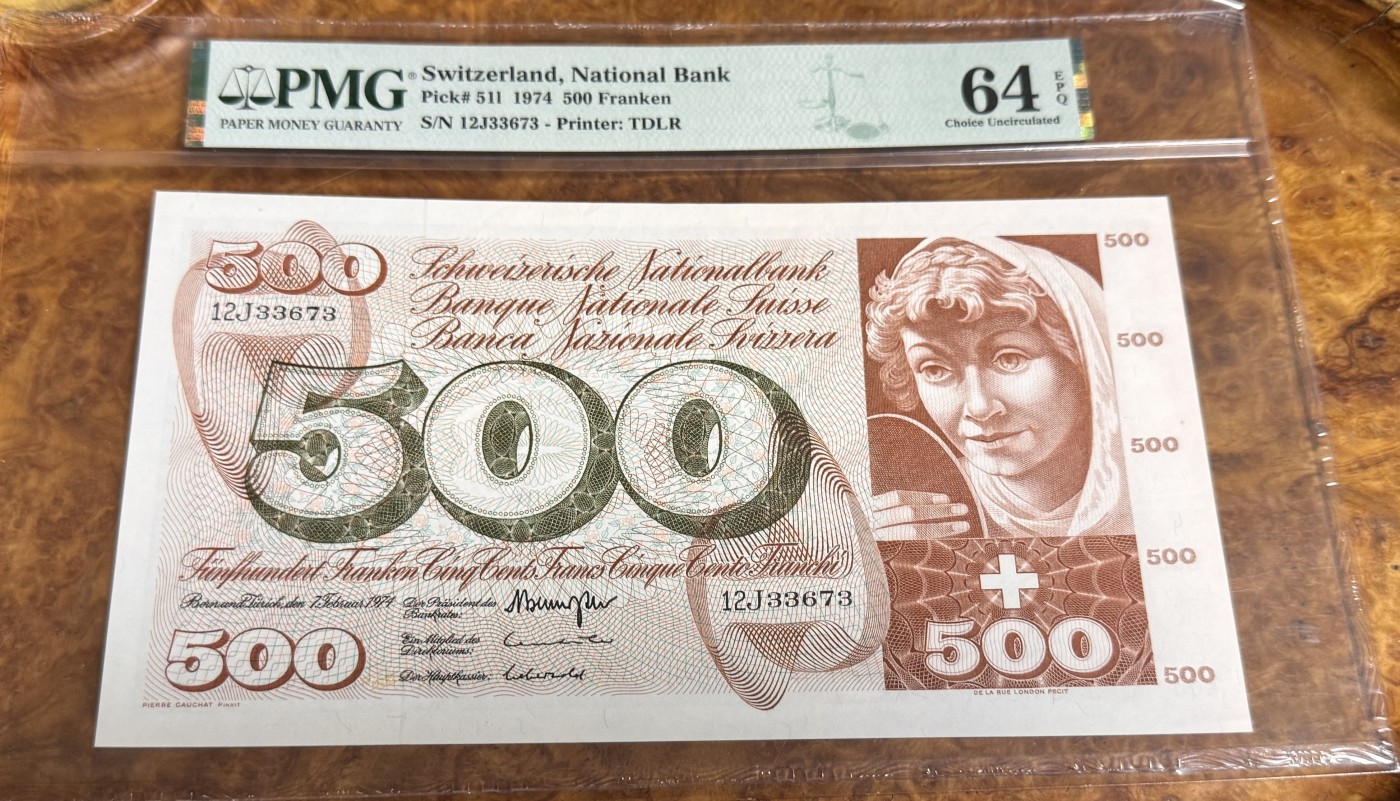 PMG®
PAPER MONEY GUARANTY
Switzerland, National Bank
Pick# 51l 1974 500 Franken
S/N 12J33673 - Printer: TDLR
64
EPQ
Choice Uncirculated
500
12J33673
Schweizerische Nationalbank
Banque Nationale Suisse
Banca Nazionale Svizzera
500
Fünfhundert Franken Cinq Cents Francs Cinque Cento Franchi
Bern und Zürich, den 7. Februar 1974
Der Präsident des
Bankrates:
Ein Mitglied des
Direktoriums:
Der Hauptkassier:
12J33673
500
PIERRE GAUCHAT PINXIT
500
500
500
500
500
500
DE LA RUE LONDON FECIT